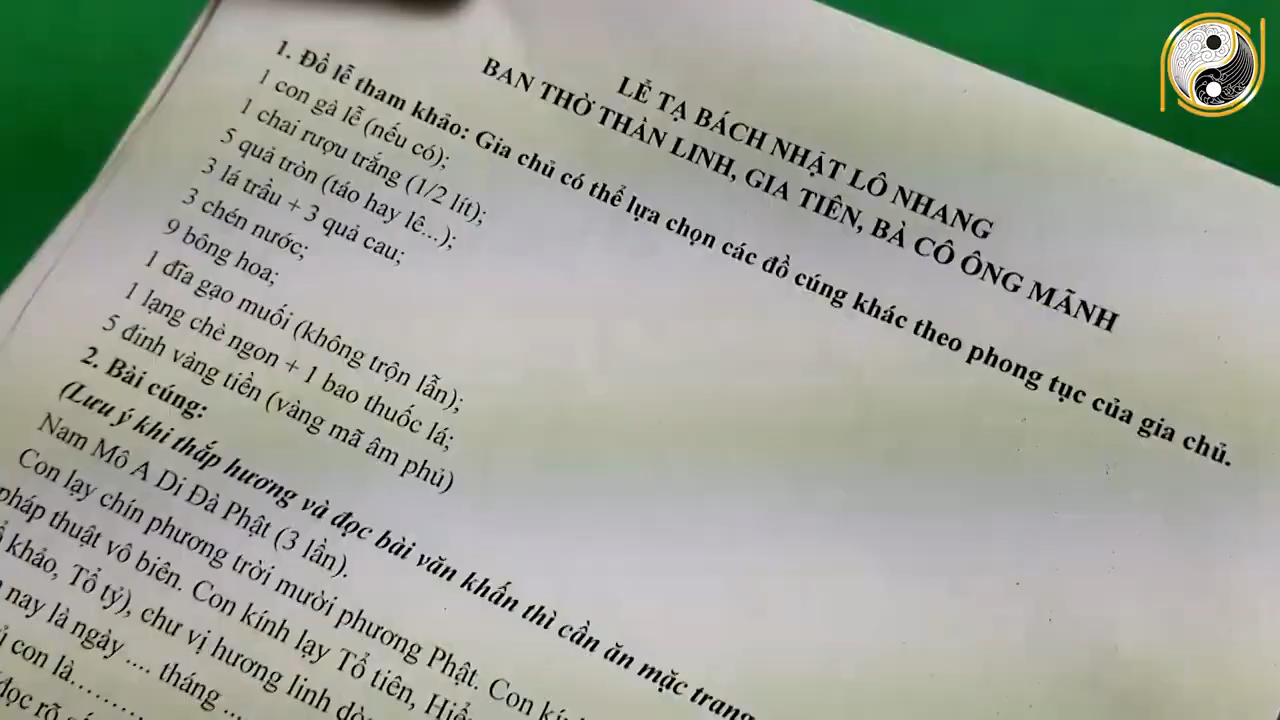 LỄ TẠ BÁCH NHẬT LÔ NHANG
BAN THỜ THẦN LINH, GIA TIÊN, BÀ CÔ ÔNG MÃNH
1. Đồ lễ tham khảo: Gia chủ có thể lựa chọn các đồ cúng khác theo phong tục của gia chủ.
1 con gà lễ (nếu có);
1 chai rượu trắng (1/2 lít);
5 quả tròn (táo hay lê...);
3 lá trầu + 3 quả cau;
3 chén nước;
9 bông hoa;
1 đĩa gạo muối (không trộn lẫn);
1 lạng chè ngon + 1 bao thuốc lá;
5 đinh vàng tiền (vàng mã âm phủ)
2. Bài cúng:
(Lưu ý khi thắp hương và đọc bài văn khấn thì cần ăn mặc trang
Nam Mô A Di Đà Phật (3 lần).
Con lạy chín phương trời mười phương Phật. Con
pháp thuật vô biên. Con kính lạy Tổ tiên,
khảo, Tổ tỷ), chư vị hương linh
nay là ngày .... tháng ...
con là.........